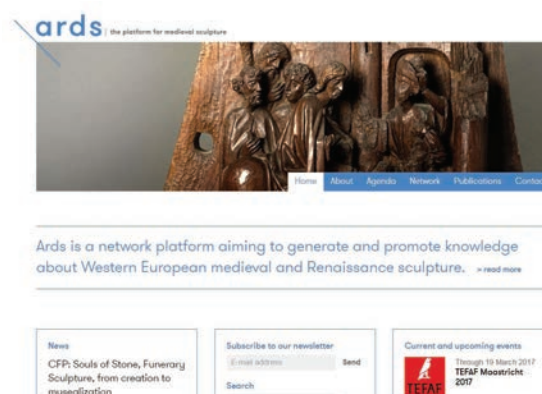 ards | the platform for medieval sculpture
Home About Agenda Network Publications Contac
Ards is a network platform aiming to generate and promote knowledge
about Western European medieval and Renaissance sculpture. > read more
News
CFP: Souls of Stone, Funerary
Sculpture, from creation to
musealization
Subscribe to our newsletter
E-mail address Send
Search
Current and upcoming events
TEFAF
Through 19 March 2017
TEFAF Maastricht
2017